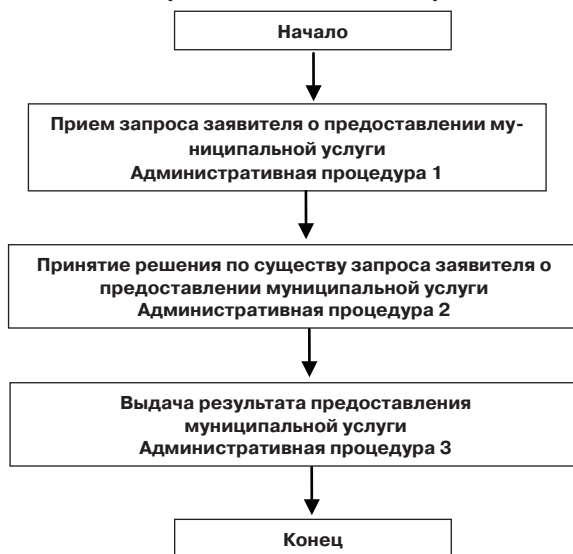 Начало
Прием запроса заявителя о предоставлении му-
ниципальной услуги
Административная процедура 1
Принятие решения по существу запроса заявителя о
предоставлении муниципальной услуги
Административная процедура 2
Выдача результата предоставления
муниципальной услуги
Административная процедура 3
Конец